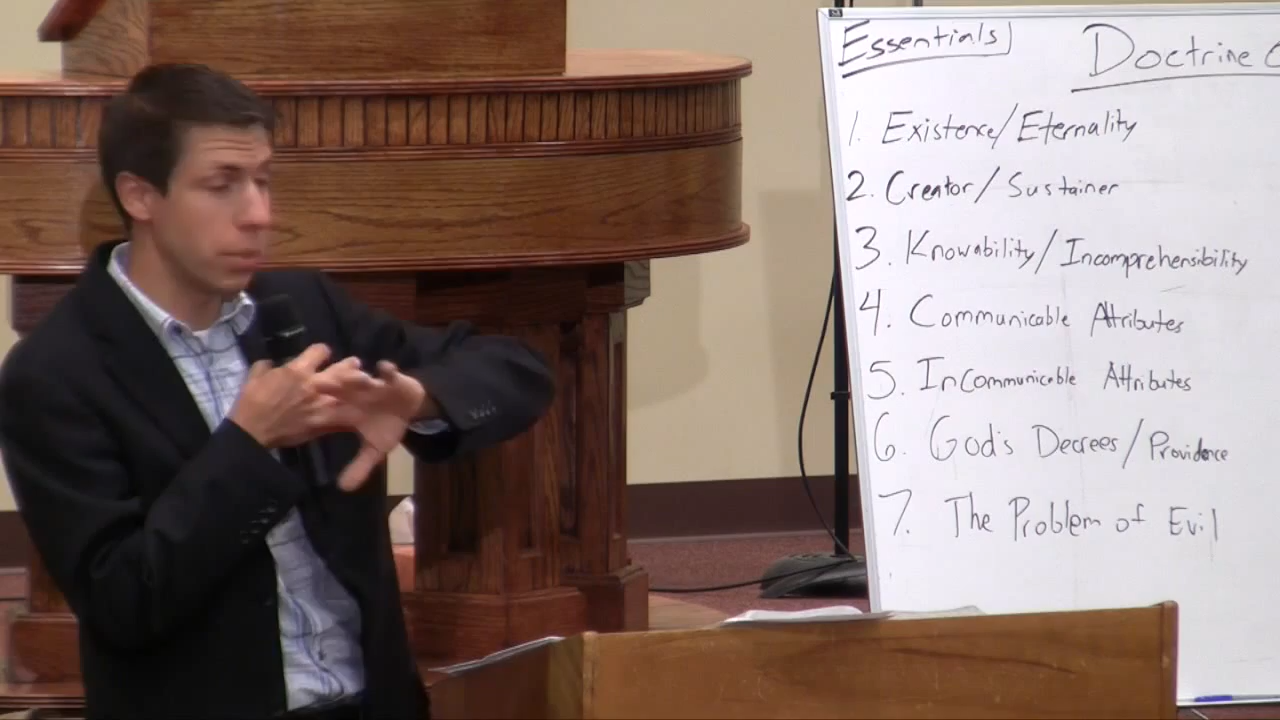 Essentials
Doctrine
1. Existence/Eternality
2. Creator/Sustainer
3. Knowability/Incomprehensibility
4. Communicable Attributes
5. Incommunicable Attributes
6. God's Decrees/Providence
7. The Problem of Evil